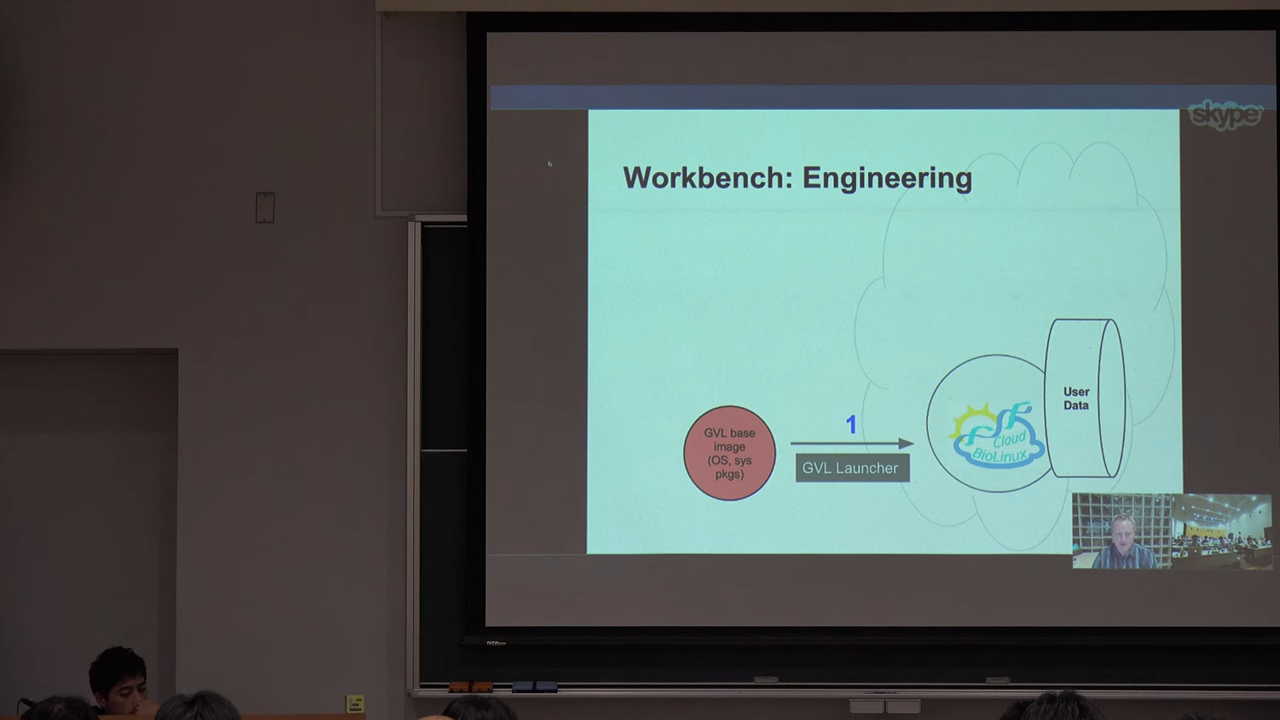 skype
Workbench: Engineering
User
Data
GVL base
image
(OS, sys
pkgs)
1
GVL Launcher
Cloud
BioLinux